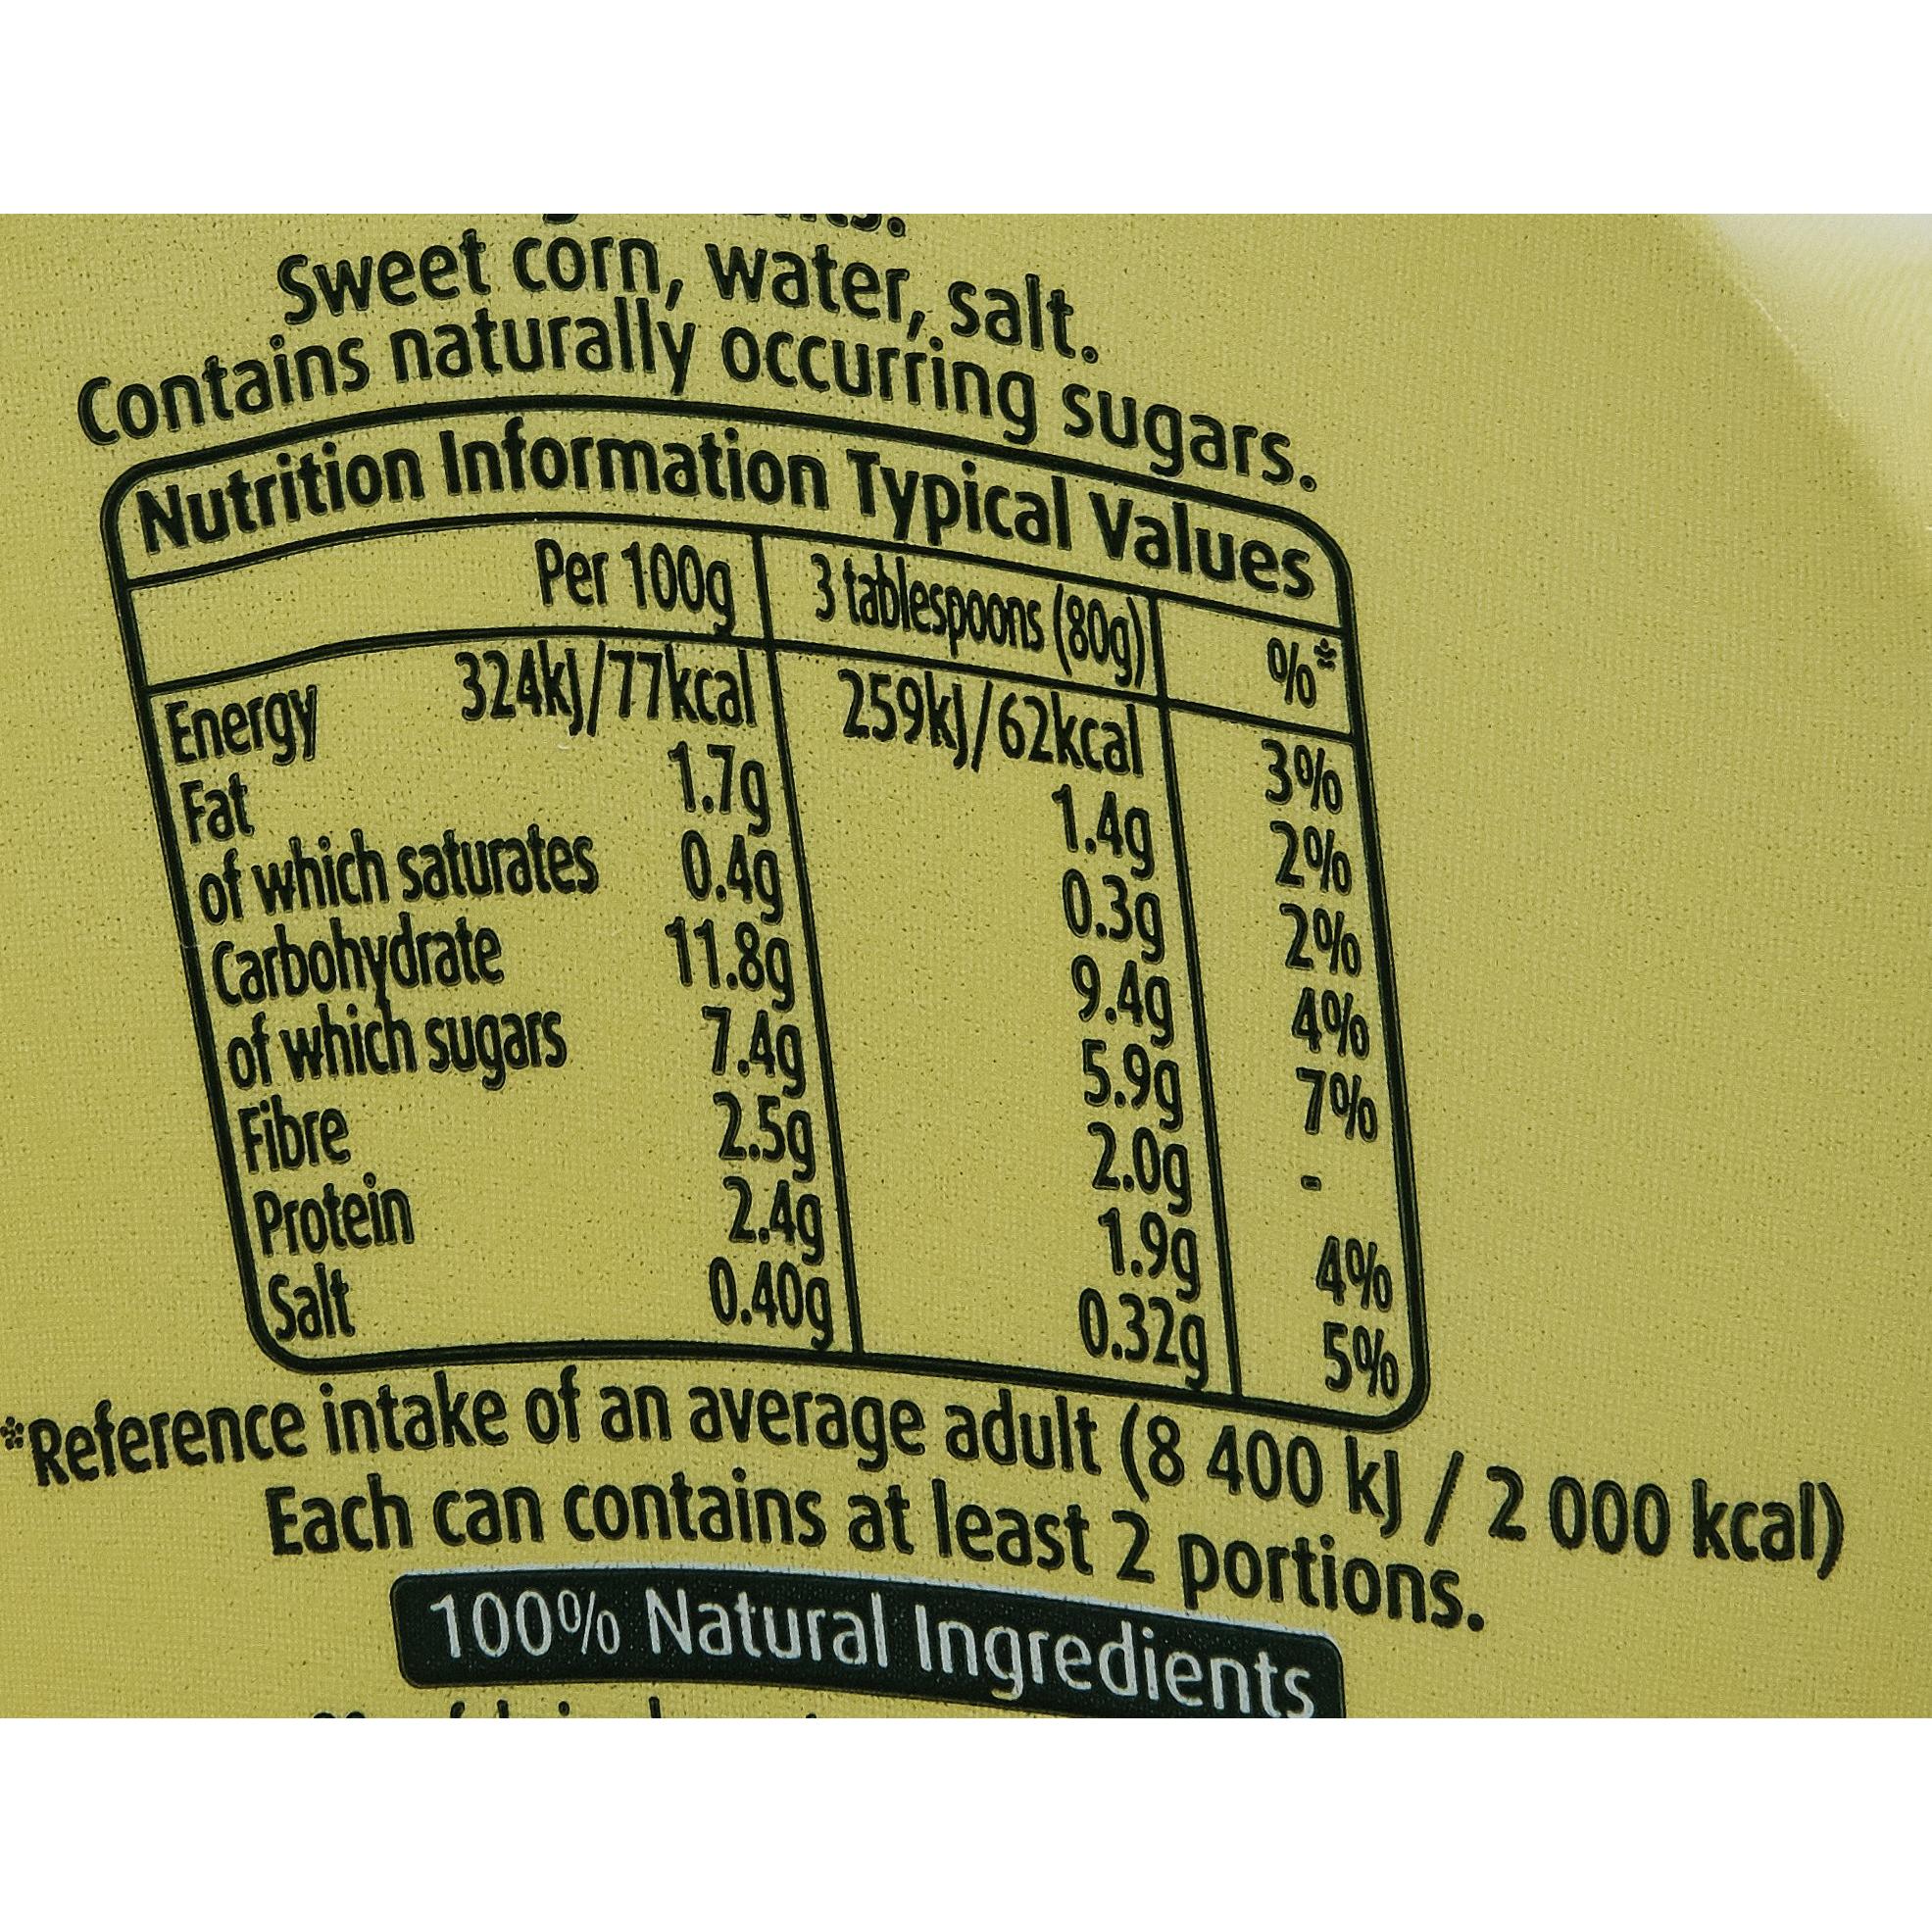 Sweet corn, water, salt.
Contains naturally occurring sugars.
Nutrition Information Typical Values
Per 100g 3 tablespoons (80g) %*
Energy 324kJ/77kcal 259kJ/62kcal 3%
Fat 1.7g 1.4g 2%
of which saturates 0.4g 0.3g 2%
Carbohydrate 11.8g 9.4g 4%
of which sugars 7.4g 5.9g 7%
Fibre 2.5g 2.0g -
Protein 2.4g 1.9g 4%
Salt 0.40g 0.32g 5%
*Reference intake of an average adult (8 400 kJ / 2 000 kcal)
Each can contains at least 2 portions.
100% Natural Ingredients